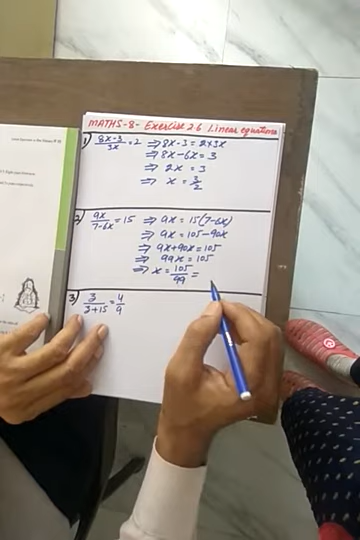 MATHS-8- Exercise 2.6 Linear equations
1) (8x-3)/3x = 2 ⇒ 8x-3 = 2×3x
⇒ 8x-6x = 3
⇒ 2x = 3
⇒ x = 3/2
2) 9x/(7-6x) = 15 ⇒ 9x = 15(7-6x)
⇒ 9x = 105-90x
⇒ 9x+90x = 105
⇒ 99x = 105
⇒ x = 105/99 =
3) 3/(3+15) = 4/9